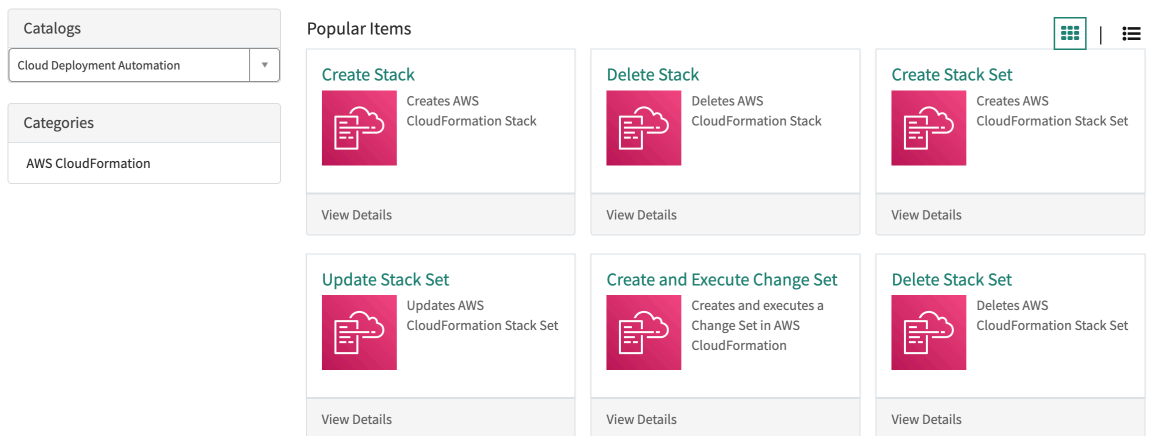 Catalogs
Cloud Deployment Automation
Categories
AWS CloudFormation
Popular Items
Create Stack
Creates AWS
CloudFormation Stack
View Details
Delete Stack
Deletes AWS
CloudFormation Stack
View Details
Create Stack Set
Creates AWS
CloudFormation Stack Set
View Details
Update Stack Set
Updates AWS
CloudFormation Stack Set
View Details
Create and Execute Change Set
Creates and executes a
Change Set in AWS
CloudFormation
View Details
Delete Stack Set
Deletes AWS
CloudFormation Stack Set
View Details